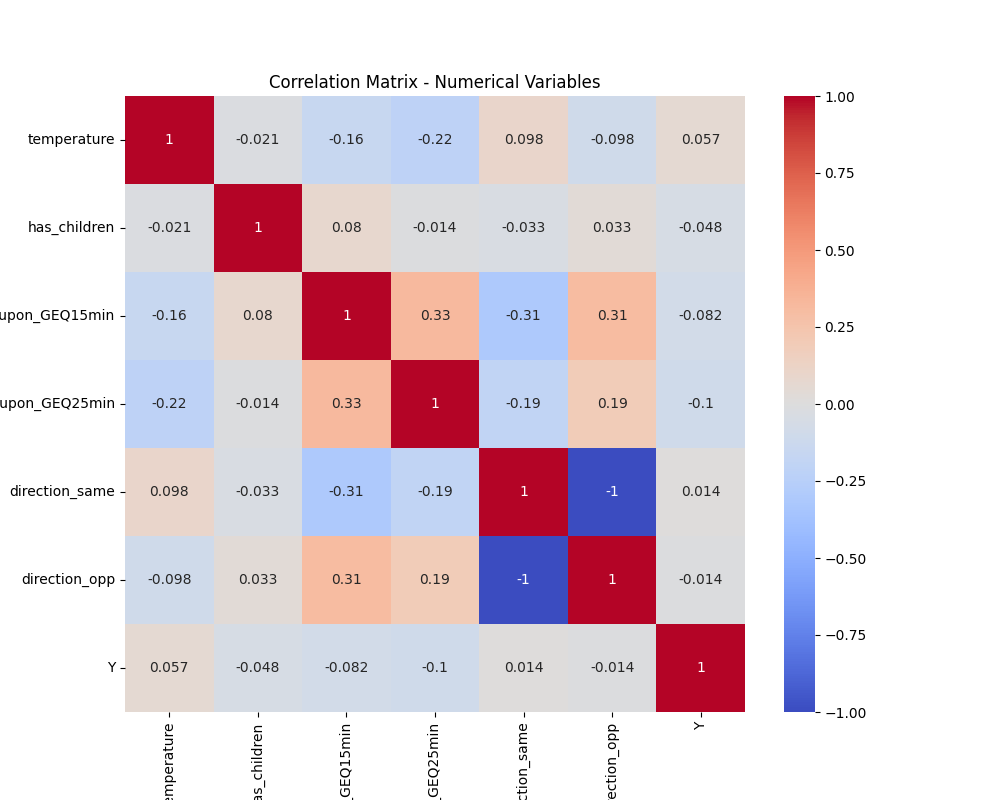 Correlation Matrix - Numerical Variables
temperature 1 -0.021 -0.16 -0.22 0.098 -0.098 0.057
has_children -0.021 1 0.08 -0.014 -0.033 0.033 -0.048
upon_GEQ15min -0.16 0.08 1 0.33 -0.31 0.31 -0.082
upon_GEQ25min -0.22 -0.014 0.33 1 -0.19 0.19 -0.1
direction_same 0.098 -0.033 -0.31 -0.19 1 -1 0.014
direction_opp -0.098 0.033 0.31 0.19 -1 1 -0.014
Y 0.057 -0.048 -0.082 -0.1 0.014 -0.014 1
emperature
as_children
_GEQ15min
_GEQ25min
ction_same
rection_opp
Y
1.00
0.75
0.50
0.25
0.00
−0.25
−0.50
−0.75
−1.00